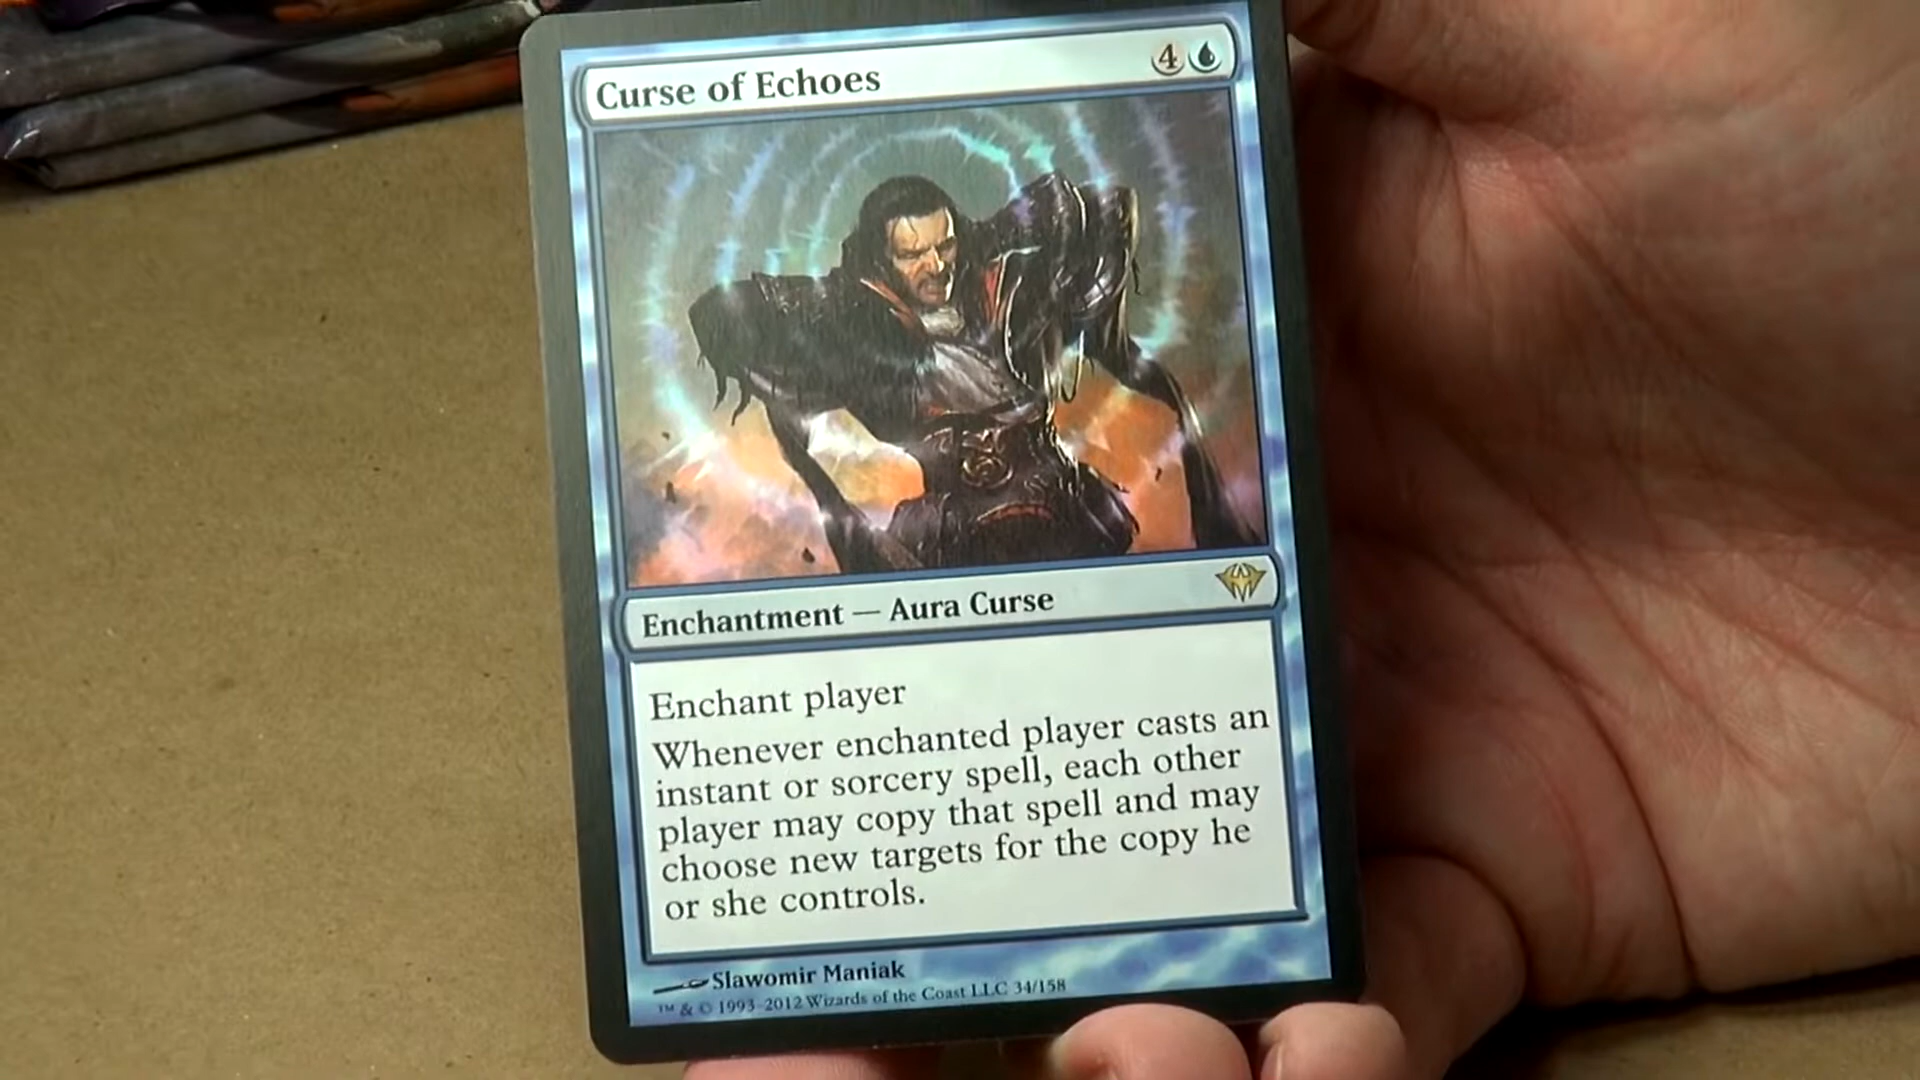 Curse of Echoes 4
Enchantment — Aura Curse
Enchant player
Whenever enchanted player casts an
instant or sorcery spell, each other
player may copy that spell and may
choose new targets for the copy he
or she controls.
Slawomir Maniak
™ & © 1993–2012 Wizards of the Coast LLC 34/158